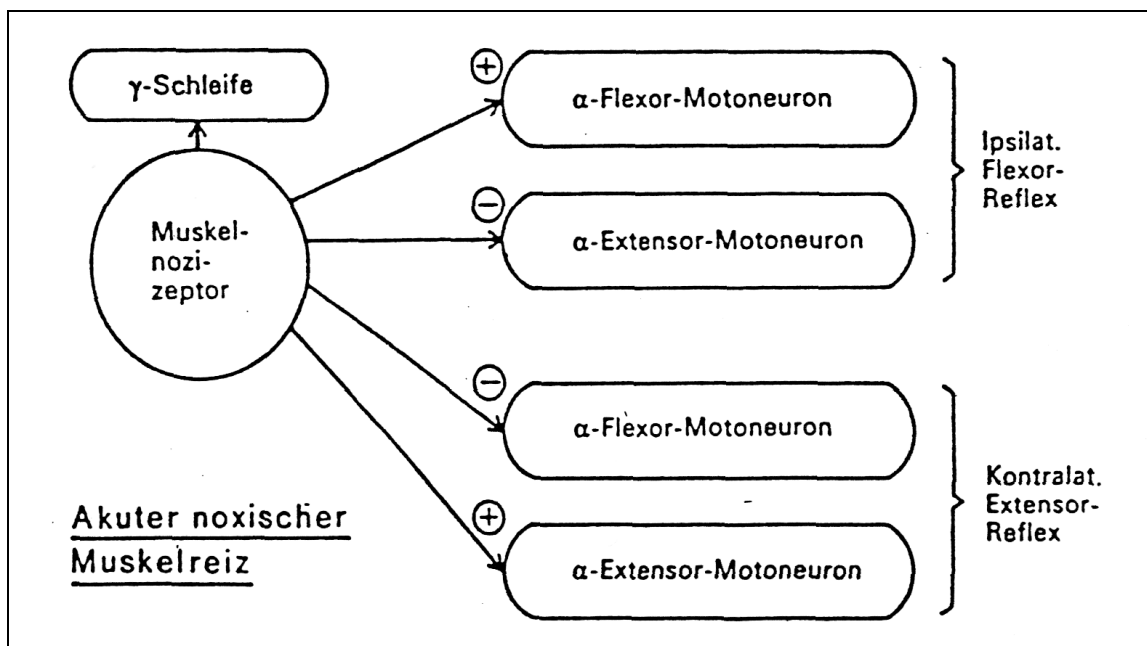 γ-Schleife
Muskel-
nozi-
zeptor
+
α-Flexor-Motoneuron
−
α-Extensor-Motoneuron
Ipsilat.
Flexor-
Reflex
−
α-Flexor-Motoneuron
+
α-Extensor-Motoneuron
Kontralat.
Extensor-
Reflex
Akuter noxischer
Muskelreiz